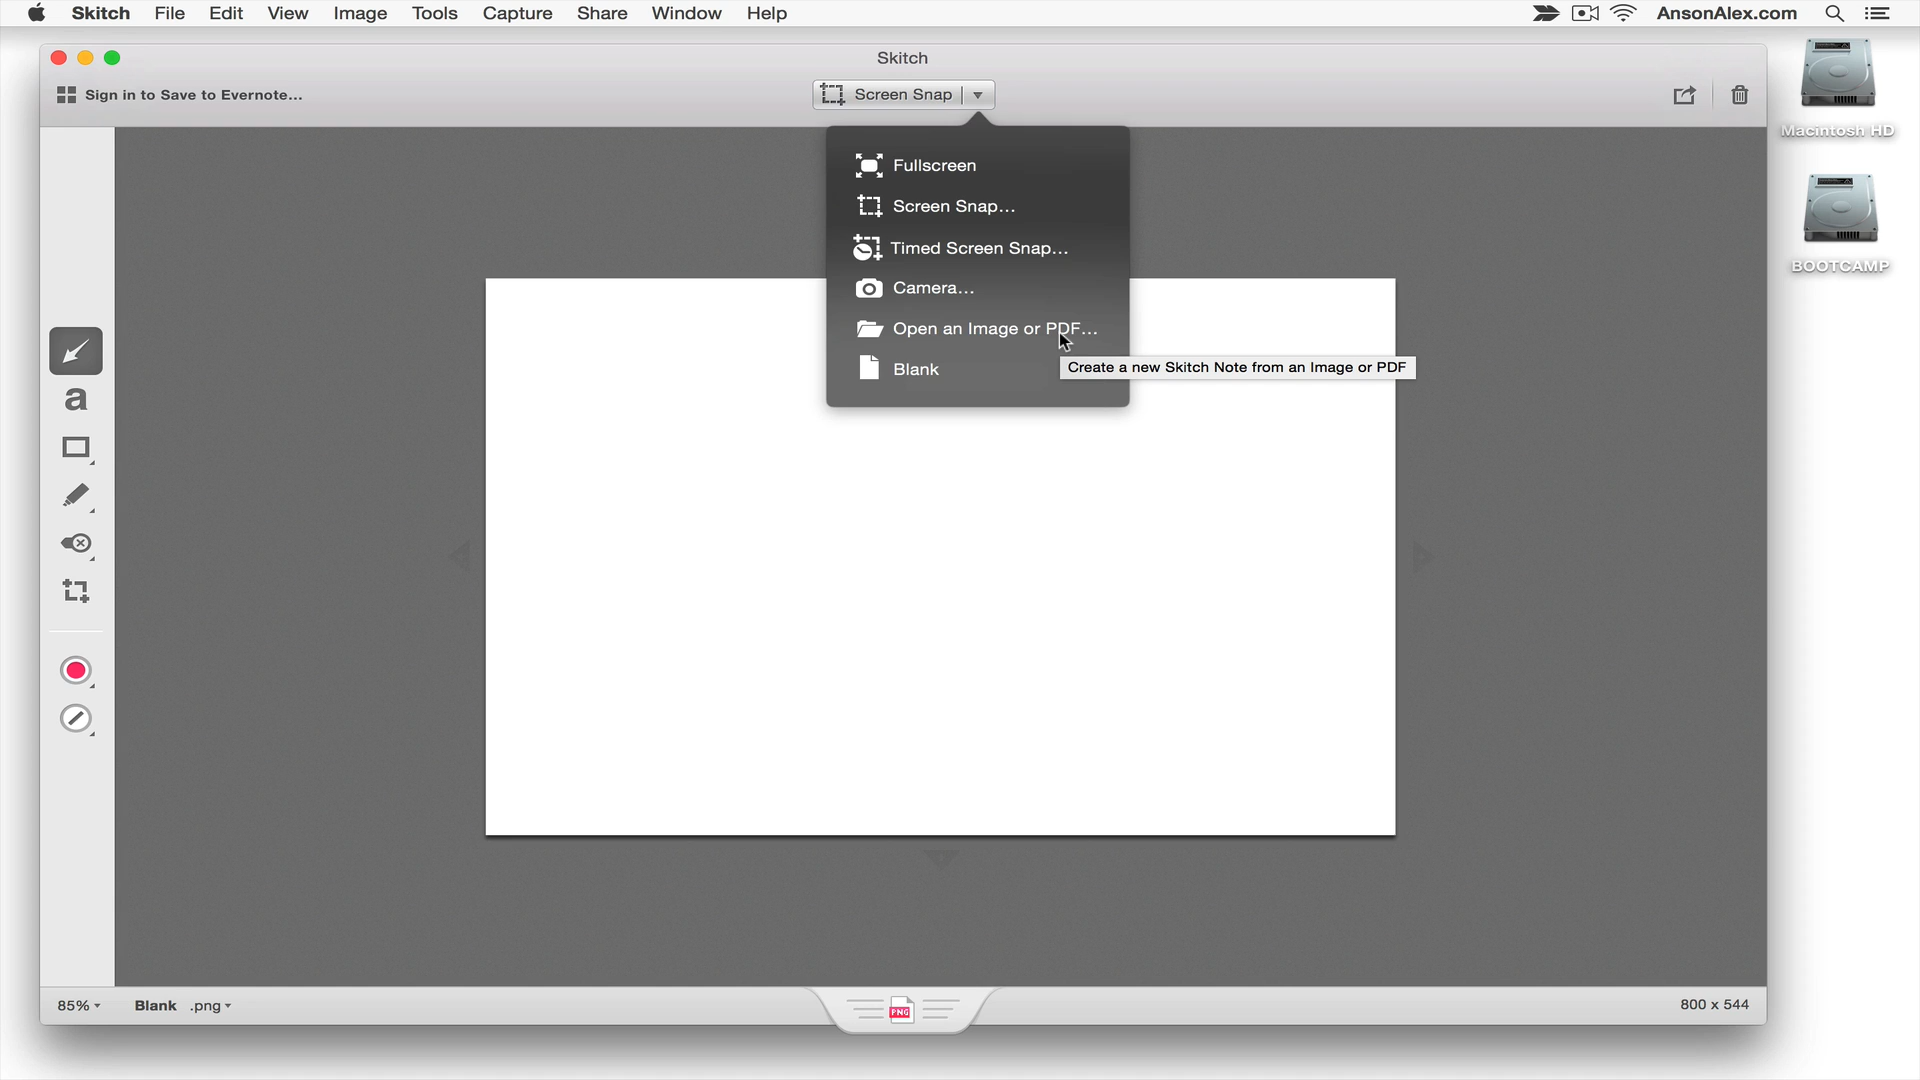 Skitch File Edit View Image Tools Capture Share Window Help AnsonAlex.com
Skitch
Sign in to Save to Evernote...
Screen Snap
Macintosh HD
Fullscreen
Screen Snap...
Timed Screen Snap...
Camera...
Open an Image or PDF...
Blank
Create a new Skitch Note from an Image or PDF
BOOTCAMP
a
85% Blank .png
PNG
800 x 544